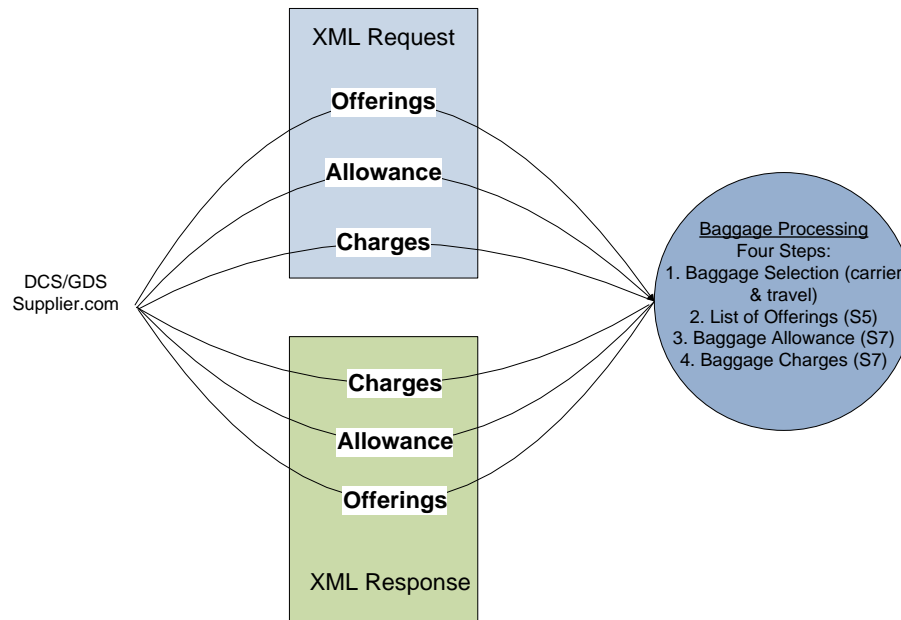 XML Request
Offerings
Allowance
Charges
DCS/GDS
Supplier.com
Baggage Processing
Four Steps:
1. Baggage Selection (carrier
& travel)
2. List of Offerings (S5)
3. Baggage Allowance (S7)
4. Baggage Charges (S7)
Charges
Allowance
Offerings
XML Response